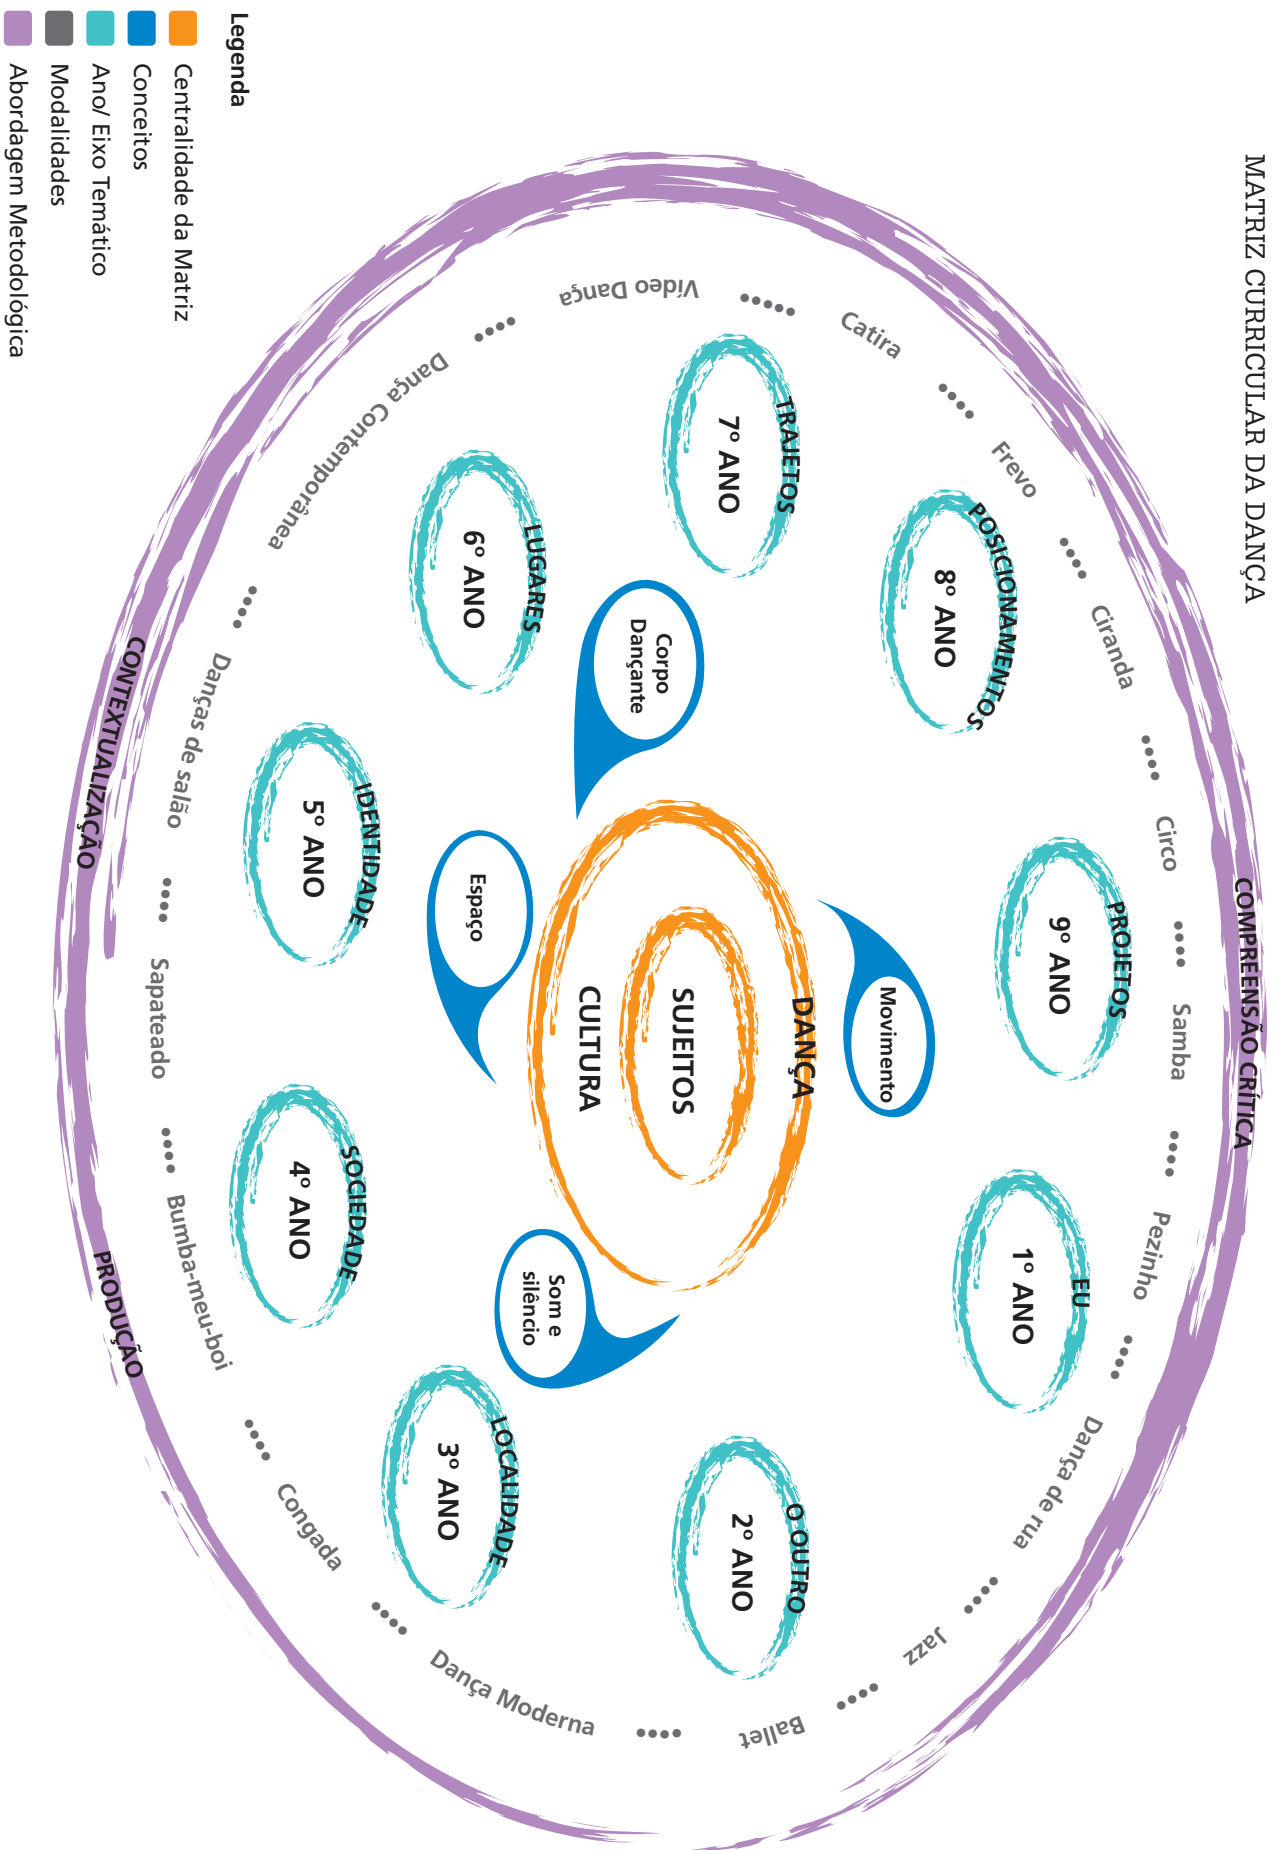 MATRIZ CURRICULAR DA DANÇA
COMPREENSÃO CRÍTICA
Catira
Frevo
Ciranda
Circo
Samba
Pezinho
Dança de rua
Jazz
Ballet
Dança Moderna
Congada
Bumba-meu-boi
Sapateado
Danças de salão
Dança Contemporânea
Vídeo Dança
EU
1º ANO
O OUTRO
2° ANO
LOCALIDADE
3º ANO
SOCIEDADE
4º ANO
IDENTIDADE
5º ANO
LUGARES
6º ANO
TRAJETOS
7º ANO
POSICIONAMENTOS
8º ANO
PROJETOS
9º ANO
Movimento
Corpo
Dançante
Espaço
Som e
silêncio
DANÇA
SUJEITOS
CULTURA
CONTEXTUALIZAÇÃO
PRODUÇÃO
Legenda
Centralidade da Matriz
Conceitos
Ano/ Eixo Temático
Modalidades
Abordagem Metodológica